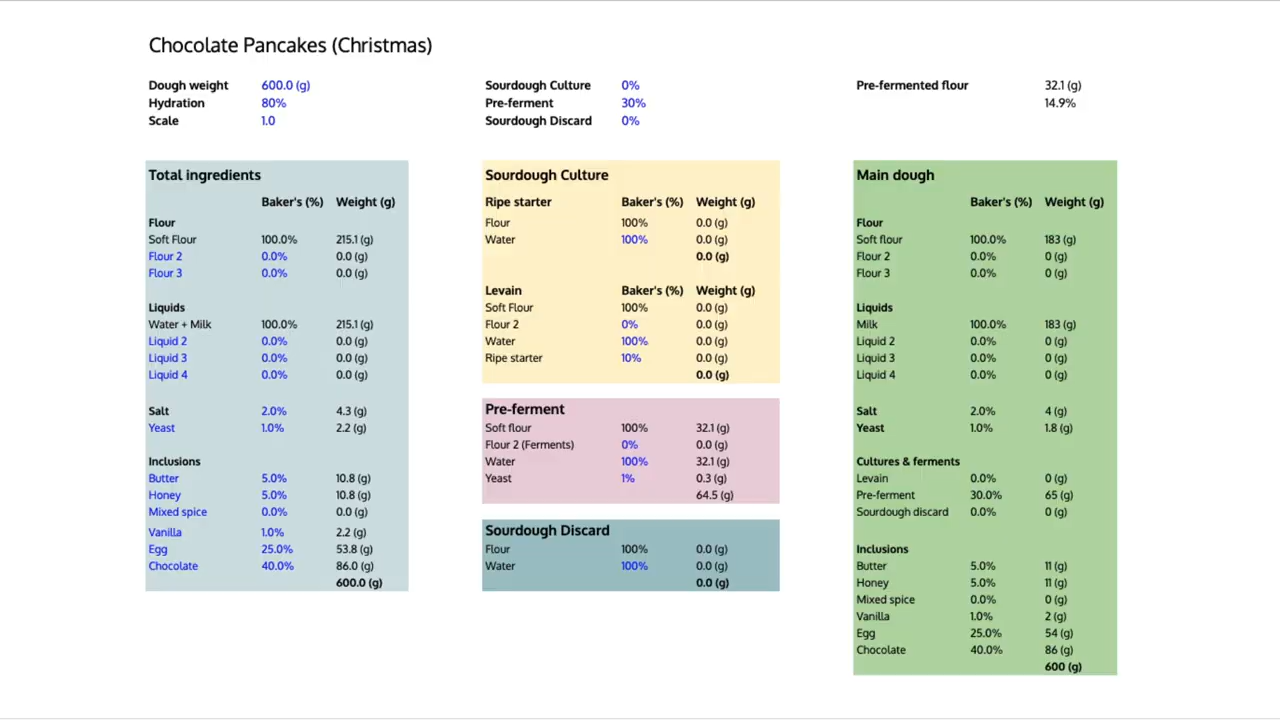 Chocolate Pancakes (Christmas)
Dough weight 600.0 (g)
Hydration 80%
Scale 1.0
Sourdough Culture 0%
Pre-ferment 30%
Sourdough Discard 0%
Pre-fermented flour 32.1 (g)
14.9%
Total ingredients
Baker's (%) Weight (g)
Flour
Soft Flour 100.0% 215.1 (g)
Flour 2 0.0% 0.0 (g)
Flour 3 0.0% 0.0 (g)
Liquids
Water + Milk 100.0% 215.1 (g)
Liquid 2 0.0% 0.0 (g)
Liquid 3 0.0% 0.0 (g)
Liquid 4 0.0% 0.0 (g)
Salt 2.0% 4.3 (g)
Yeast 1.0% 2.2 (g)
Inclusions
Butter 5.0% 10.8 (g)
Honey 5.0% 10.8 (g)
Mixed spice 0.0% 0.0 (g)
Vanilla 1.0% 2.2 (g)
Egg 25.0% 53.8 (g)
Chocolate 40.0% 86.0 (g)
600.0 (g)
Sourdough Culture
Ripe starter Baker's (%) Weight (g)
Flour 100% 0.0 (g)
Water 100% 0.0 (g)
0.0 (g)
Levain Baker's (%) Weight (g)
Soft Flour 100% 0.0 (g)
Flour 2 0% 0.0 (g)
Water 100% 0.0 (g)
Ripe starter 10% 0.0 (g)
0.0 (g)
Pre-ferment
Soft flour 100% 32.1 (g)
Flour 2 (Ferments) 0% 0.0 (g)
Water 100% 32.1 (g)
Yeast 1% 0.3 (g)
64.5 (g)
Sourdough Discard
Flour 100% 0.0 (g)
Water 100% 0.0 (g)
0.0 (g)
Main dough
Baker's (%) Weight (g)
Flour
Soft flour 100.0% 183 (g)
Flour 2 0.0% 0 (g)
Flour 3 0.0% 0 (g)
Liquids
Milk 100.0% 183 (g)
Liquid 2 0.0% 0 (g)
Liquid 3 0.0% 0 (g)
Liquid 4 0.0% 0 (g)
Salt 2.0% 4 (g)
Yeast 1.0% 1.8 (g)
Cultures & ferments
Levain 0.0% 0 (g)
Pre-ferment 30.0% 65 (g)
Sourdough discard 0.0% 0 (g)
Inclusions
Butter 5.0% 11 (g)
Honey 5.0% 11 (g)
Mixed spice 0.0% 0 (g)
Vanilla 1.0% 2 (g)
Egg 25.0% 54 (g)
Chocolate 40.0% 86 (g)
600 (g)